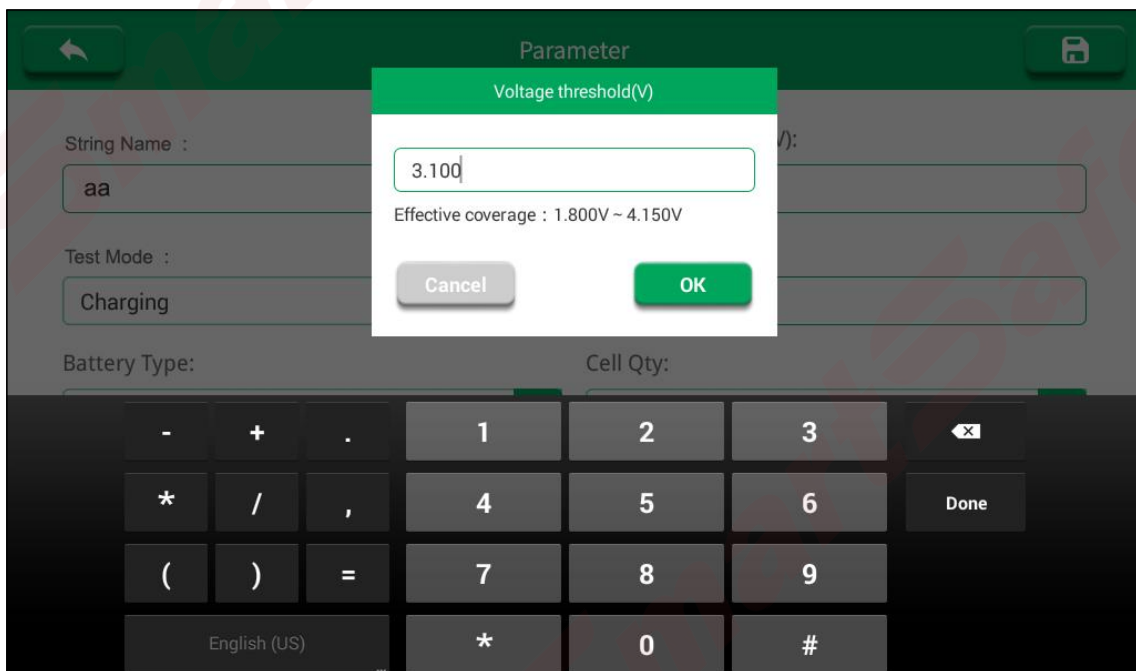 Parameter
Voltage threshold(V)
String Name :
V):
aa
3.100
Effective coverage : 1.800V ~ 4.150V
Test Mode :
Cancel
OK
Charging
Battery Type:
Cell Qty:
- + . 1 2 3
* / , 4 5 6 Done
( ) = 7 8 9
English (US) * 0 #